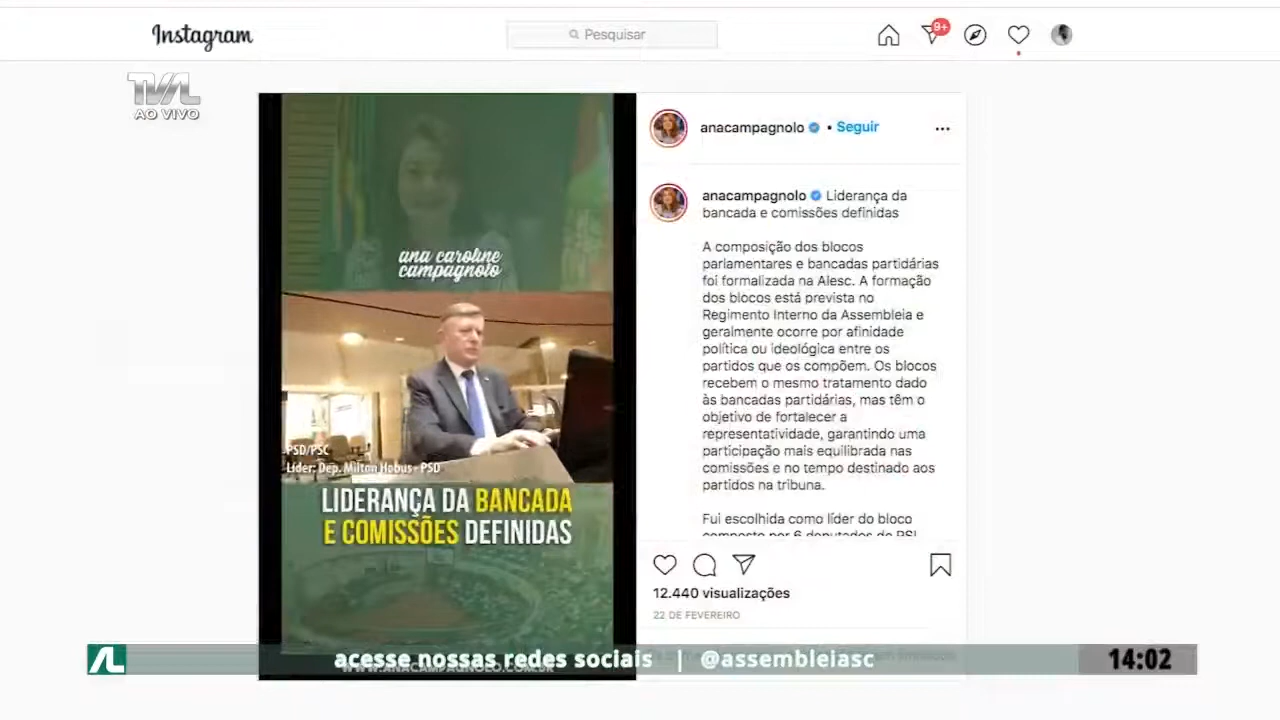 Instagram
Pesquisar
9+
TVAL
AO VIVO
anacampagnolo • Seguir
ana caroline
campagnolo
PSD/PSC
Líder: Dep. Milton Hobus - PSD
LIDERANÇA DA BANCADA
E COMISSÕES DEFINIDAS
WWW.ANACAMPAGNOLO.COM.BR
anacampagnolo Liderança da
bancada e comissões definidas
A composição dos blocos
parlamentares e bancadas partidárias
foi formalizada na Alesc. A formação
dos blocos está prevista no
Regimento Interno da Assembleia e
geralmente ocorre por afinidade
política ou ideológica entre os
partidos que os compõem. Os blocos
recebem o mesmo tratamento dado
às bancadas partidárias, mas têm o
objetivo de fortalecer a
representatividade, garantindo uma
participação mais equilibrada nas
comissões e no tempo destinado aos
partidos na tribuna.
Fui escolhida como líder do bloco
composto por 6 deputados do PSL
12.440 visualizações
22 DE FEVEREIRO
AL
acesse nossas redes sociais | @assembleiasc
14:02